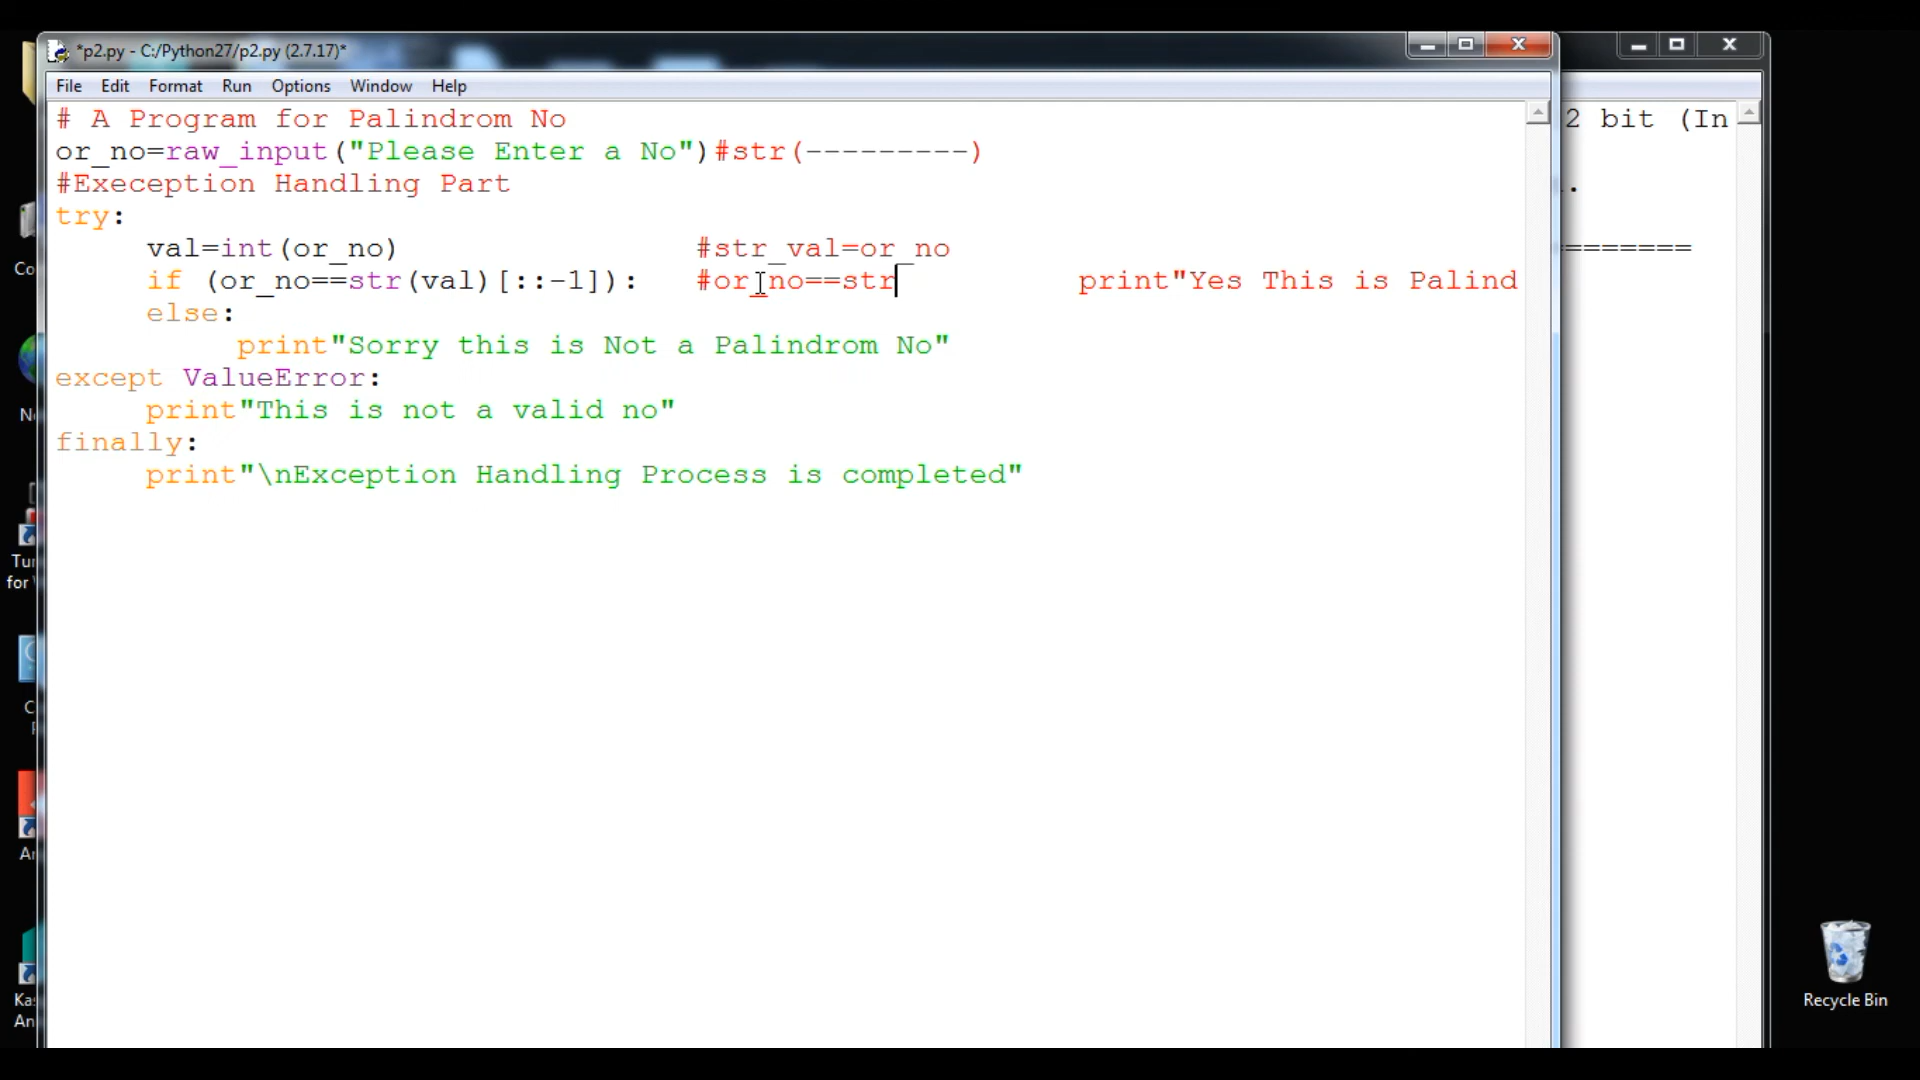 *p2.py - C:/Python27/p2.py (2.7.17)*
File Edit Format Run Options Window Help
# A Program for Palindrom No
or_no=raw_input("Please Enter a No")#str(---------)
#Exeception Handling Part
try:
val=int(or_no) #str_val=or_no
if (or_no==str(val)[::-1]): #or_no==str print"Yes This is Palind
else:
print"Sorry this is Not a Palindrom No"
except ValueError:
print"This is not a valid no"
finally:
print"\nException Handling Process is completed"
2 bit (In
=======
Recycle Bin